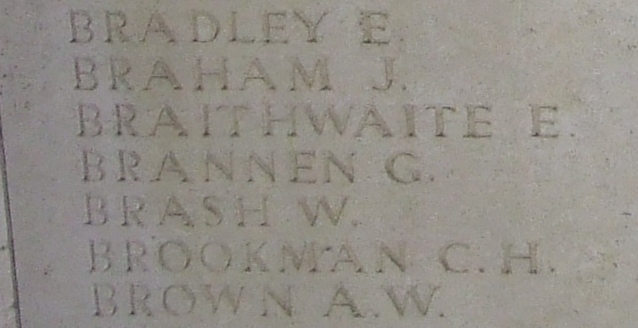 BRADLEY E.
BRAHAM J.
BRAITHWAITE E.
BRANNEN G.
BRASH W.
BROOKMAN C.H.
BROWN A.W.